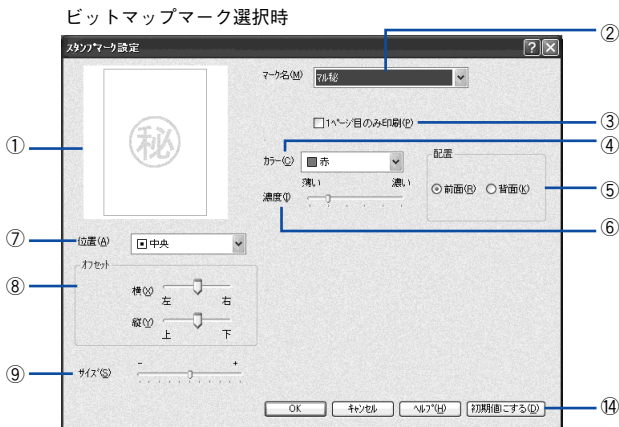 ビットマップマーク選択時
スタンプマーク設定
②
マーク名(M) マル秘
①
秘
□1ページ目のみ印刷(P)
③
④
カラー(C) 赤
配置
薄い 濃い
前面(R) 背面(K)
⑤
濃度(I)
⑥
⑦
位置(A) 中央
オフセット
⑧
横(X)
左 右
縦(Y)
上 下
⑨
サイズ(S)
- +
OK キャンセル ヘルプ(H) 初期値にする(D)
⑭